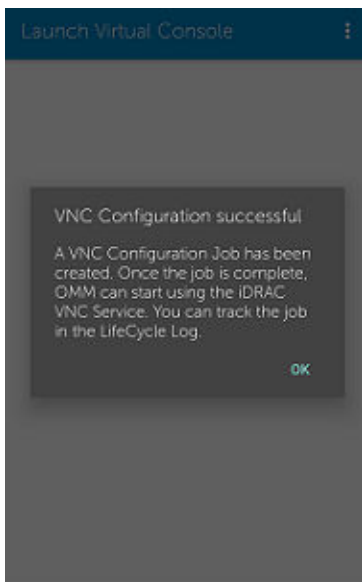 Launch Virtual Console
VNC Configuration successful
A VNC Configuration Job has been
created. Once the job is complete,
OMM can start using the iDRAC
VNC Service. You can track the job
in the LifeCycle Log.
OK